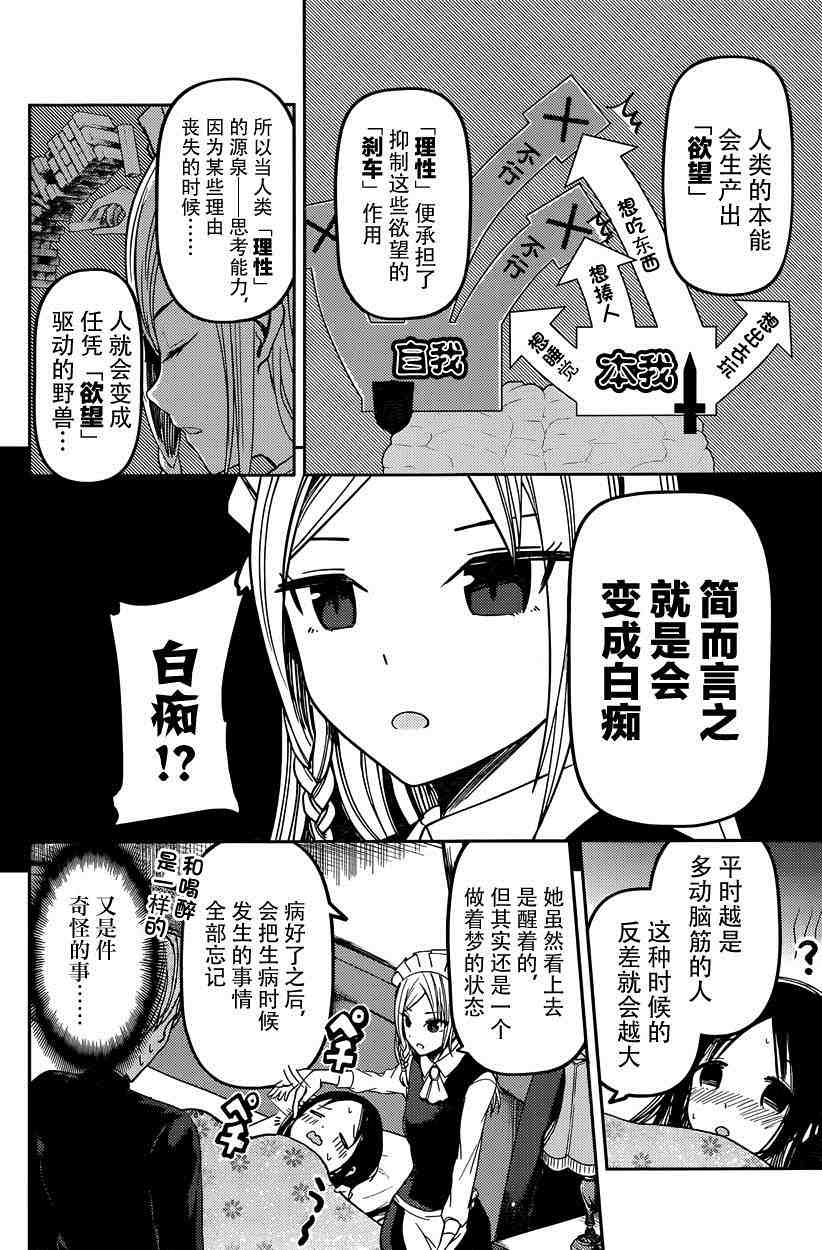 人类的本能
会生产出
「欲望」
「理性」便承担了
抑制这些欲望的
「刹车」作用
不行
不行
想吃东西
想揍人
想睡觉
自我
本我
所以当人类「理性」
的源泉——思考能力，
因为某些理由
丧失的时候……
人就会变成
任凭「欲望」
驱动的野兽…
简而言之
就是会
变成白痴
白痴!?
平时越是
多动脑筋的人
这种时候的
反差就会越大
?
她虽然看上去
是醒着的，
但其实还是一个
做着梦的状态
病好了之后，
会把生病时候
发生的事情
全部忘记
和喝醉
是一样的
ペチ
ペチ
又是件
奇怪的事……